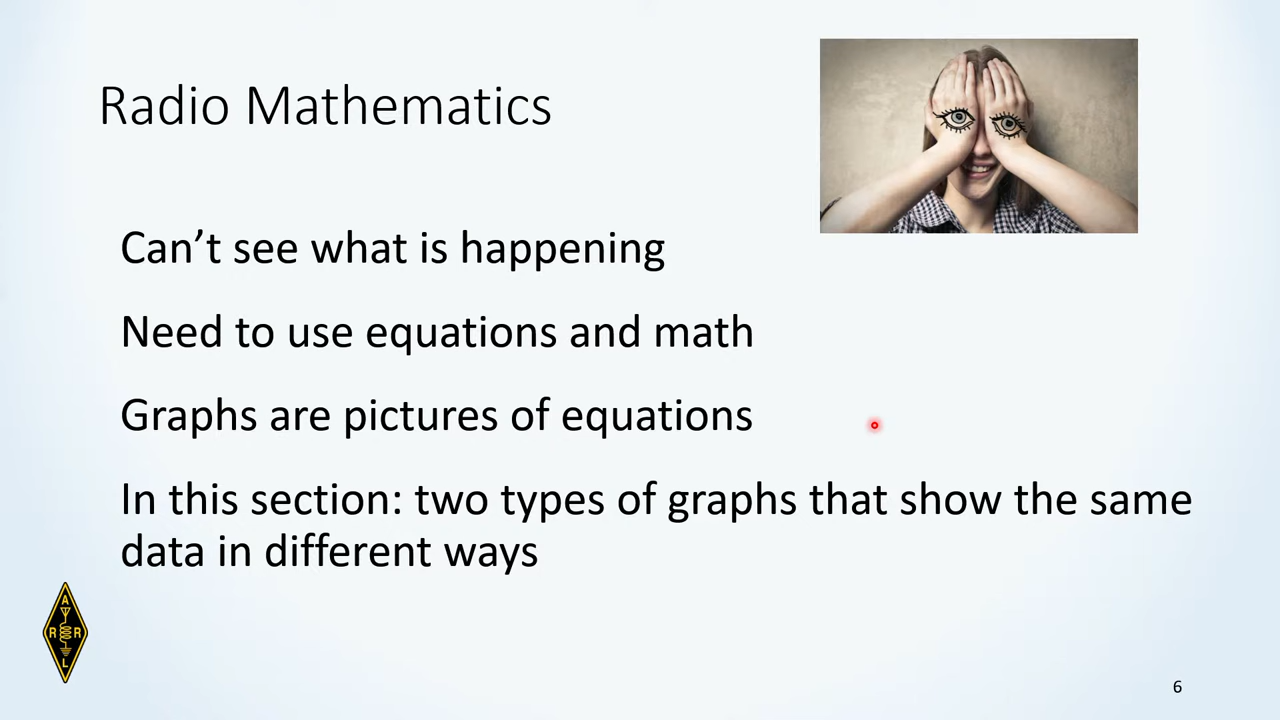 Radio Mathematics
Can’t see what is happening
Need to use equations and math
Graphs are pictures of equations
In this section: two types of graphs that show the same
data in different ways
A
R R
L
6